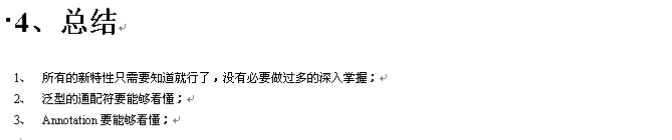 4、总结
1、 所有的新特性只需要知道就行了，没有必要做过多的深入掌握；
2、 泛型的通配符要能够看懂；
3、 Annotation 要能够看懂；